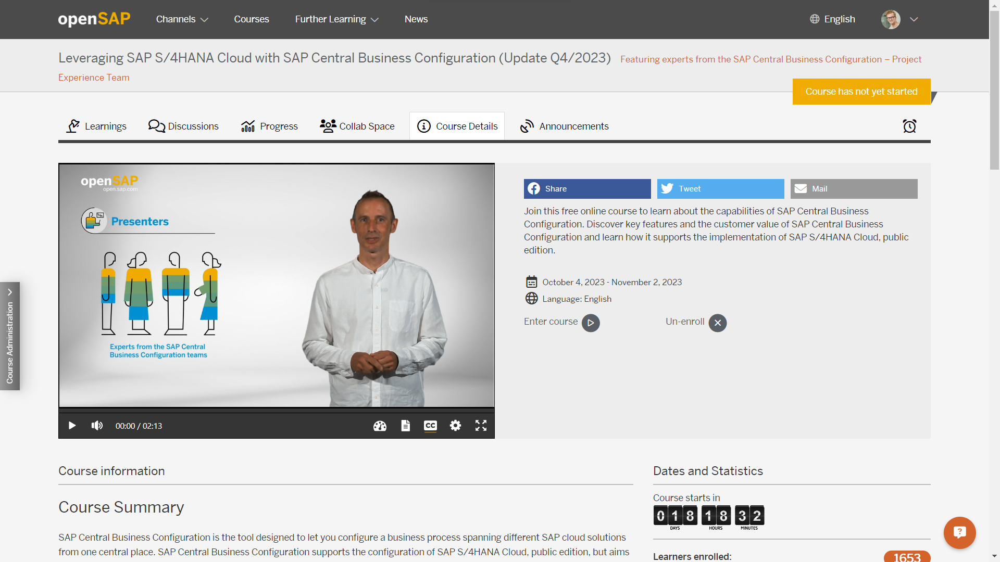 openSAP
Channels
Courses
Further Learning
News
English
Leveraging SAP S/4HANA Cloud with SAP Central Business Configuration (Update Q4/2023) Featuring experts from the SAP Central Business Configuration – Project
Experience Team
Course has not yet started
Learnings
Discussions
Progress
Collab Space
Course Details
Announcements
openSAP
open.sap.com
Presenters
Experts from the SAP Central
Business Configuration teams
00:00 / 02:13
CC
Share
Tweet
Mail
Join this free online course to learn about the capabilities of SAP Central Business
Configuration. Discover key features and the customer value of SAP Central Business
Configuration and learn how it supports the implementation of SAP S/4HANA Cloud, public
edition.
October 4, 2023 - November 2, 2023
Language: English
Enter course
Un-enroll
Course Administration
Course information
Course Summary
SAP Central Business Configuration is the tool designed to let you configure a business process spanning different SAP cloud solutions
from one central place. SAP Central Business Configuration supports the configuration of SAP S/4HANA Cloud, public edition, but aims
Dates and Statistics
Course starts in
018 18 32
DAYS HOURS MINUTES
Learners enrolled:
1653
?